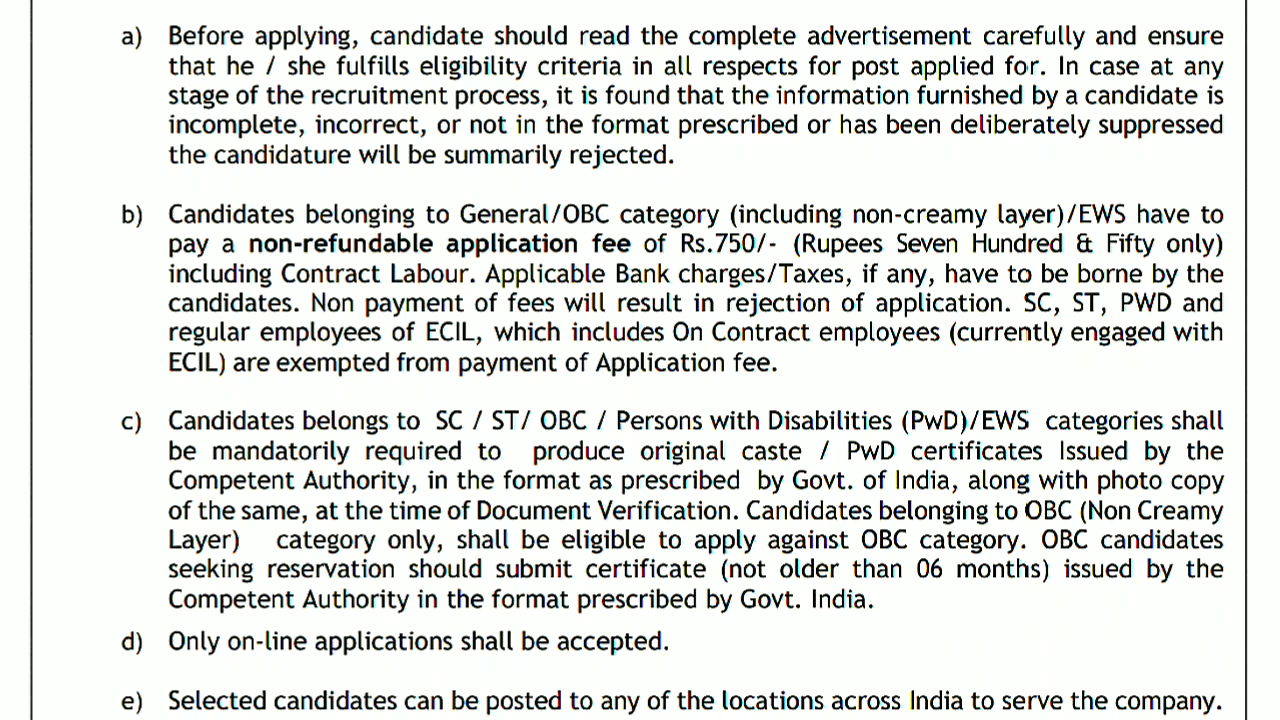 a) Before applying, candidate should read the complete advertisement carefully and ensure
that he / she fulfills eligibility criteria in all respects for post applied for. In case at any
stage of the recruitment process, it is found that the information furnished by a candidate is
incomplete, incorrect, or not in the format prescribed or has been deliberately suppressed
the candidature will be summarily rejected.
b) Candidates belonging to General/OBC category (including non-creamy layer)/EWS have to
pay a non-refundable application fee of Rs.750/- (Rupees Seven Hundred & Fifty only)
including Contract Labour. Applicable Bank charges/Taxes, if any, have to be borne by the
candidates. Non payment of fees will result in rejection of application. SC, ST, PWD and
regular employees of ECIL, which includes On Contract employees (currently engaged with
ECIL) are exempted from payment of Application fee.
c) Candidates belongs to SC / ST/ OBC / Persons with Disabilities (PwD)/EWS categories shall
be mandatorily required to produce original caste / PwD certificates Issued by the
Competent Authority, in the format as prescribed by Govt. of India, along with photo copy
of the same, at the time of Document Verification. Candidates belonging to OBC (Non Creamy
Layer) category only, shall be eligible to apply against OBC category. OBC candidates
seeking reservation should submit certificate (not older than 06 months) issued by the
Competent Authority in the format prescribed by Govt. India.
d) Only on-line applications shall be accepted.
e) Selected candidates can be posted to any of the locations across India to serve the company.